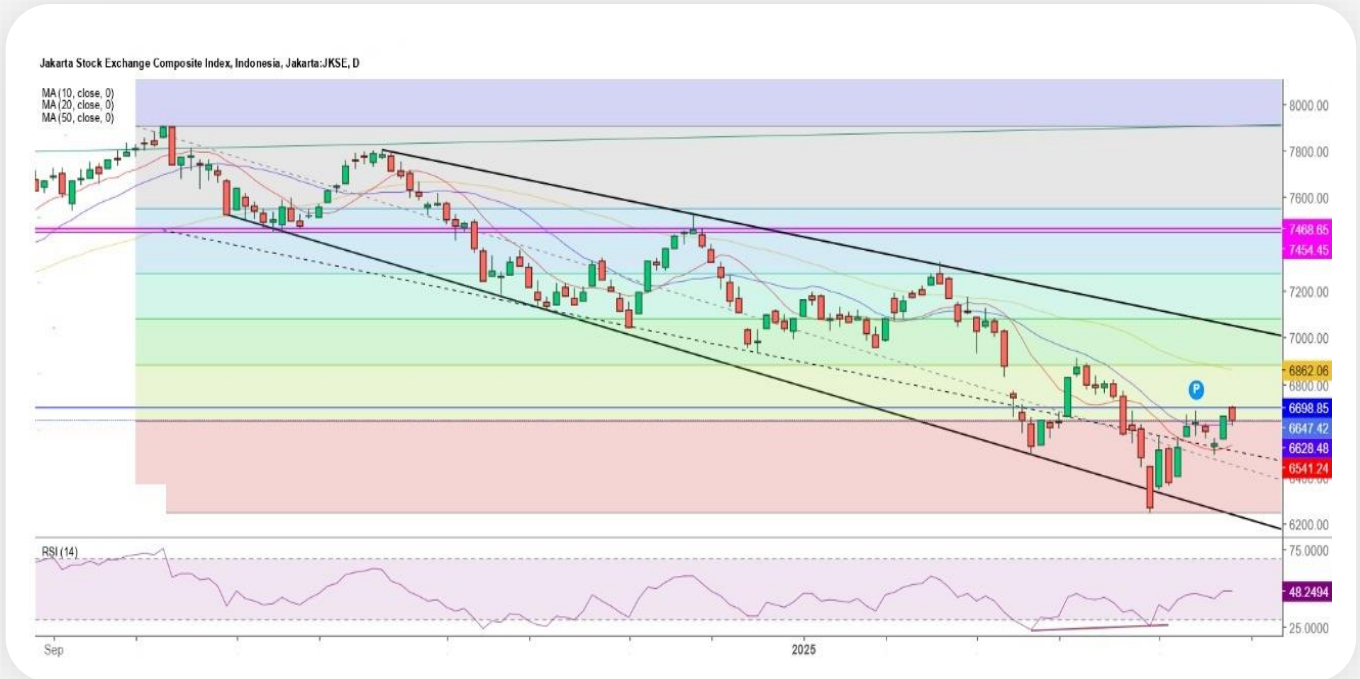 Jakarta Stock Exchange Composite Index, Indonesia, Jakarta:JKSE, D
MA (10, close, 0)
MA (20, close, 0)
MA (50, close, 0)
8000.00
7800.00
7600.00
7468.65
7454.45
7200.00
7000.00
6862.06
6800.00
P
6698.85
6647.42
6628.48
6541.24
6400.00
6200.00
RSI (14)
75.0000
48.2494
25.0000
Sep
2025